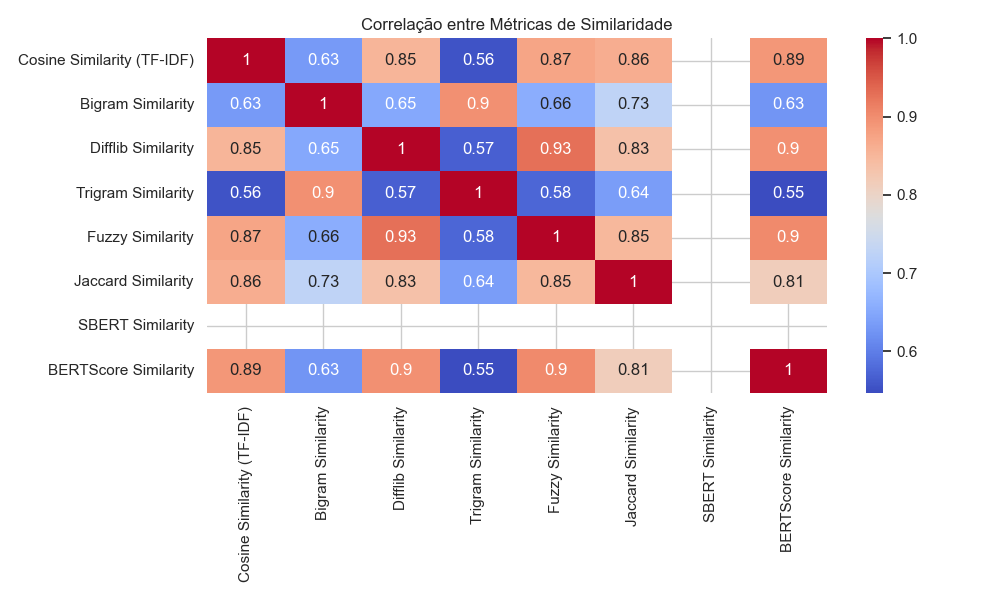 Correlação entre Métricas de Similaridade
Cosine Similarity (TF-IDF) 1 0.63 0.85 0.56 0.87 0.86 0.89
Bigram Similarity 0.63 1 0.65 0.9 0.66 0.73 0.63
Difflib Similarity 0.85 0.65 1 0.57 0.93 0.83 0.9
Trigram Similarity 0.56 0.9 0.57 1 0.58 0.64 0.55
Fuzzy Similarity 0.87 0.66 0.93 0.58 1 0.85 0.9
Jaccard Similarity 0.86 0.73 0.83 0.64 0.85 1 0.81
SBERT Similarity
BERTScore Similarity 0.89 0.63 0.9 0.55 0.9 0.81 1
Cosine Similarity (TF-IDF)
Bigram Similarity
Difflib Similarity
Trigram Similarity
Fuzzy Similarity
Jaccard Similarity
SBERT Similarity
BERTScore Similarity
1.0
0.9
0.8
0.7
0.6